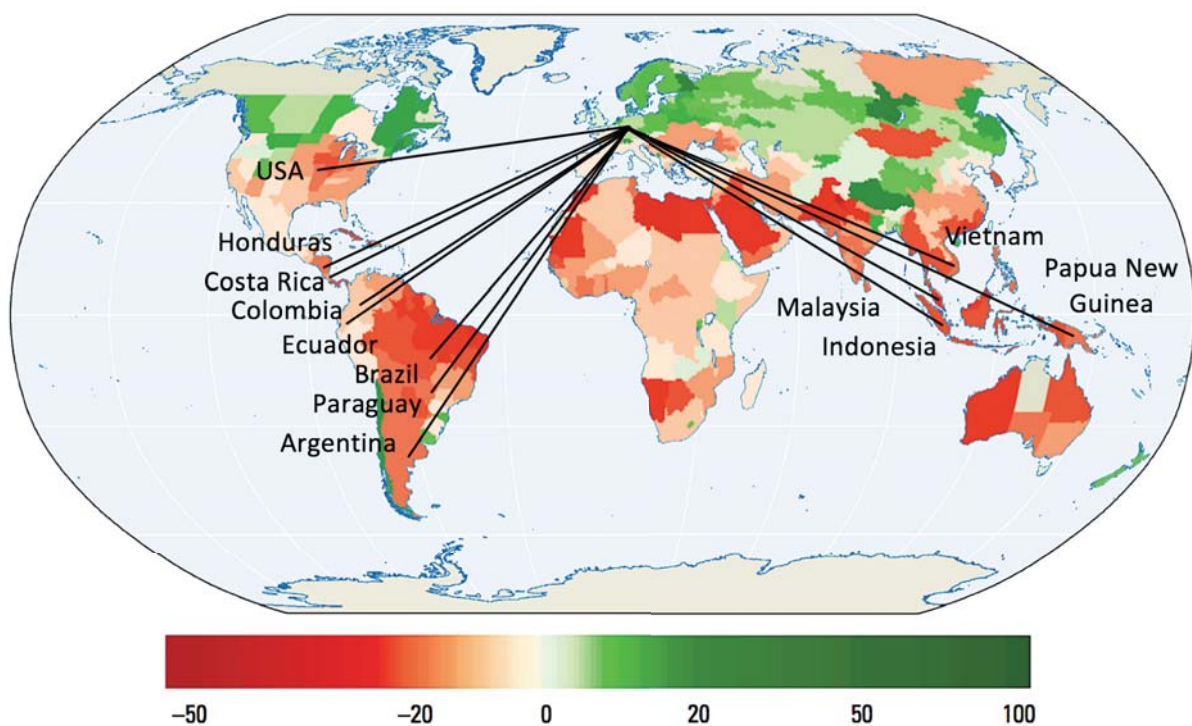 USA
Honduras
Costa Rica
Colombia
Ecuador
Brazil
Paraguay
Argentina
Vietnam
Papua New
Guinea
Malaysia
Indonesia
–50 –20 0 20 50 100